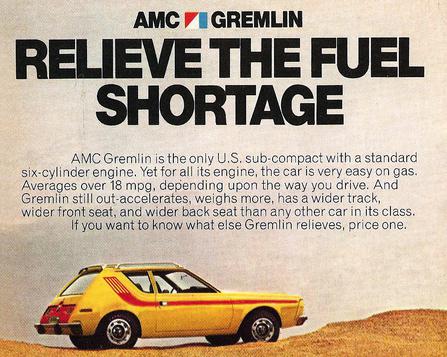 AMC GREMLIN
RELIEVE THE FUEL
SHORTAGE
AMC Gremlin is the only U.S. sub-compact with a standard
six-cylinder engine. Yet for all its engine, the car is very easy on gas.
Averages over 18 mpg, depending upon the way you drive. And
Gremlin still out-accelerates, weighs more, has a wider track,
wider front seat, and wider back seat than any other car in its class.
If you want to know what else Gremlin relieves, price one.